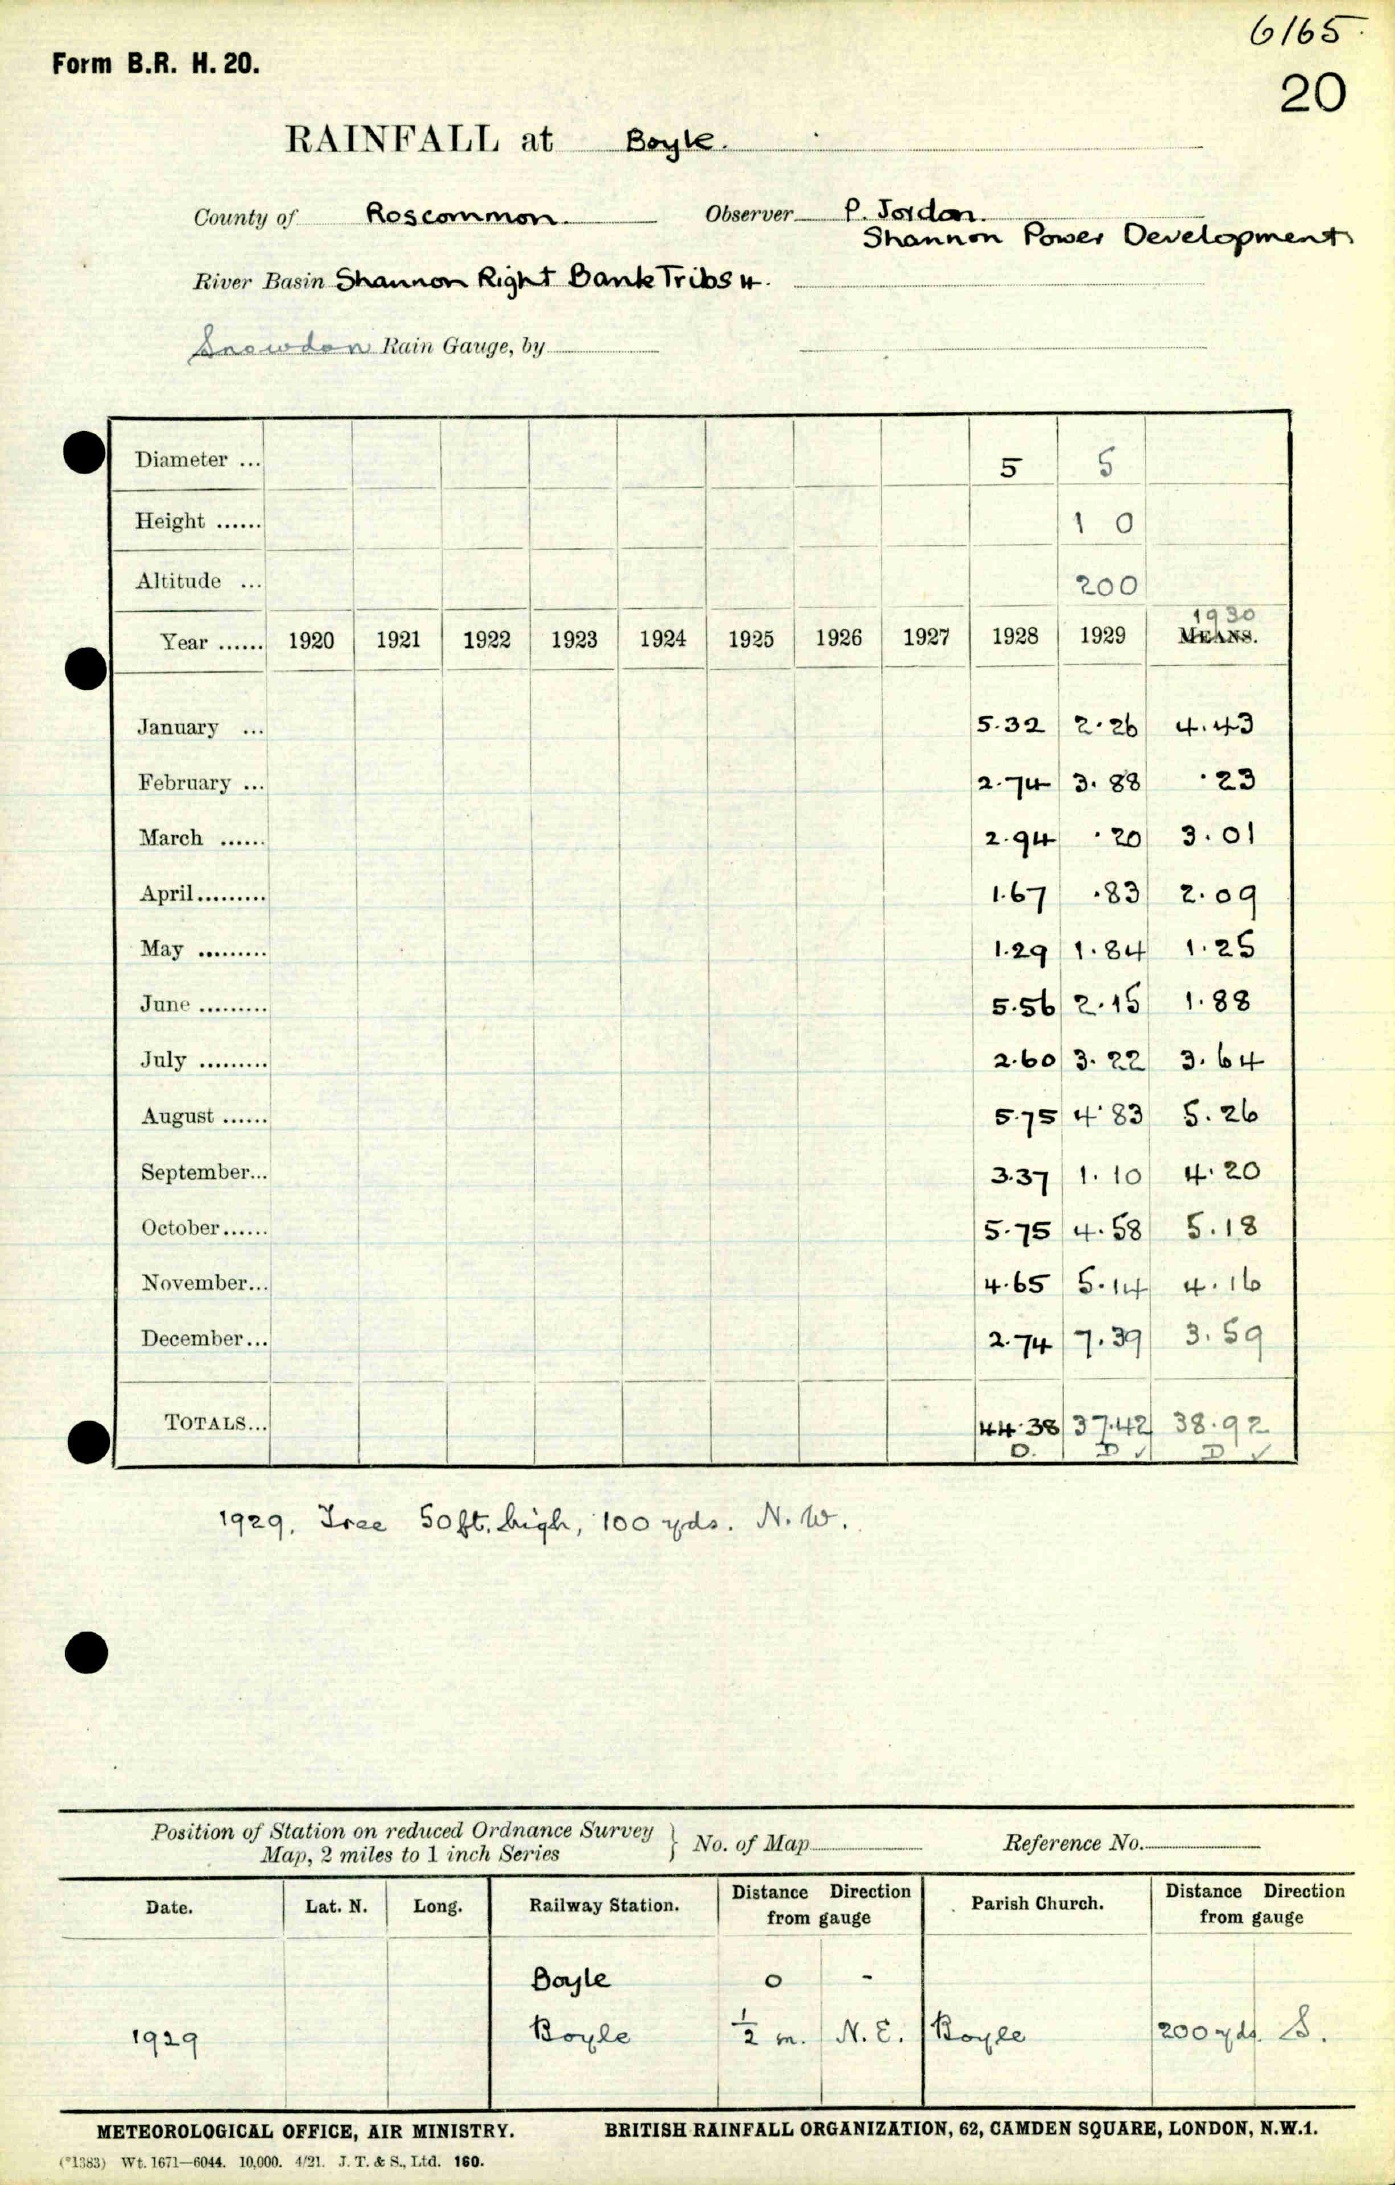 6165.
Form B.R. H. 20.
20
RAINFALL at Boyle.
County of Roscommon. Observer P. Jordan.
Shannon Power Development
River Basin Shannon Right Bank Tribs 4.
Snowdon Rain Gauge, by
Diameter ... 5 5
Height ...... 1 0
Altitude ... 200
1930
Year ...... 1920 1921 1922 1923 1924 1925 1926 1927 1928 1929 MEANS.
January ... 5.32 2.26 4.43
February ... 2.74 3.88 .23
March ...... 2.94 .20 3.01
April ......... 1.67 .83 2.09
May ......... 1.29 1.84 1.25
June ......... 5.56 2.15 1.88
July ......... 2.60 3.22 3.64
August ...... 5.75 4.83 5.26
September... 3.37 1.10 4.20
October...... 5.75 4.58 5.18
November... 4.65 5.14 4.16
December... 2.74 7.39 3.59
TOTALS... 44.38 37.42 38.92
D. D ✓ D ✓
1929. Tree 50ft. high, 100 yds. N.W.
Position of Station on reduced Ordnance Survey
Map, 2 miles to 1 inch Series } No. of Map Reference No.
Date. Lat. N. Long. Railway Station. Distance Direction from gauge Parish Church. Distance Direction from gauge
Boyle 0 -
1929 Boyle 1/2 m. N.E. Boyle 200 yds. S.
METEOROLOGICAL OFFICE, AIR MINISTRY. BRITISH RAINFALL ORGANIZATION, 62, CAMDEN SQUARE, LONDON, N.W.1.
(*1383) Wt. 1671—6044. 10,000. 4/21. J. T. & S., Ltd. 160.